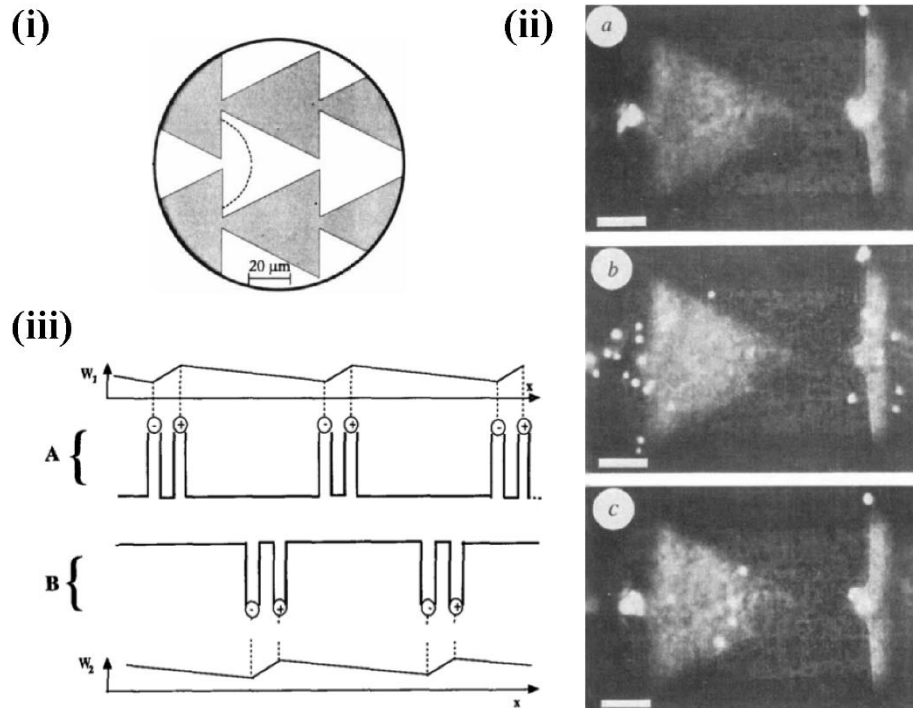 (i)
20 μm
(ii)
a
b
c
(iii)
W1
x
- + - + - +
A {
B {
- + - +
W2
x